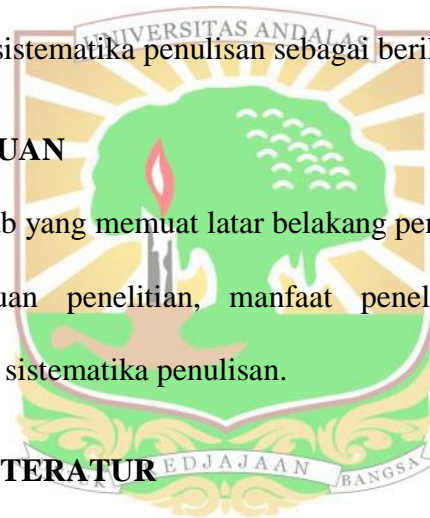 UNIVERSITAS ANDALAS
sistematika penulisan sebagai beri
UAN
b yang memuat latar belakang per
uan penelitian, manfaat penel
sistematika penulisan.
TERATUR
KEDJAJAAN BANGSA